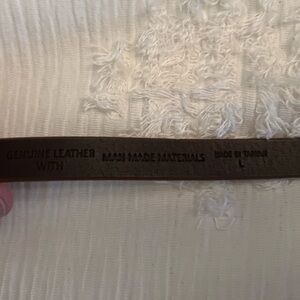 GENUINE LEATHER
WITH
MAN MADE MATERIALS
MADE IN TAIWAN
L